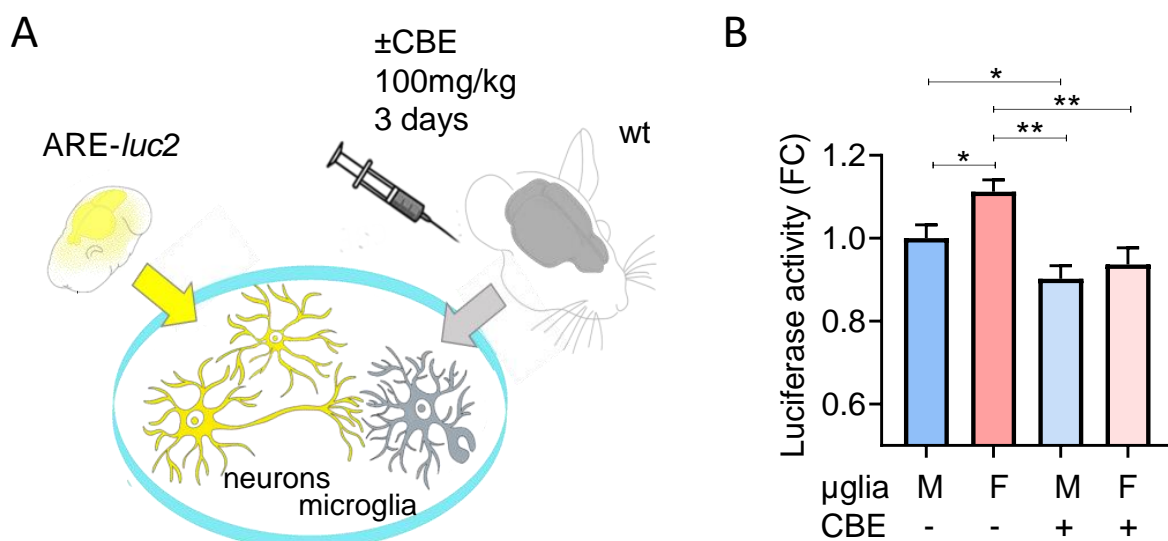 A
±CBE
100mg/kg
3 days
ARE-luc2
wt
neurons
microglia
B
*
**
**
*
Luciferase activity (FC)
1.2
1.0
0.8
0.6
μglia M F M F
CBE - - + +